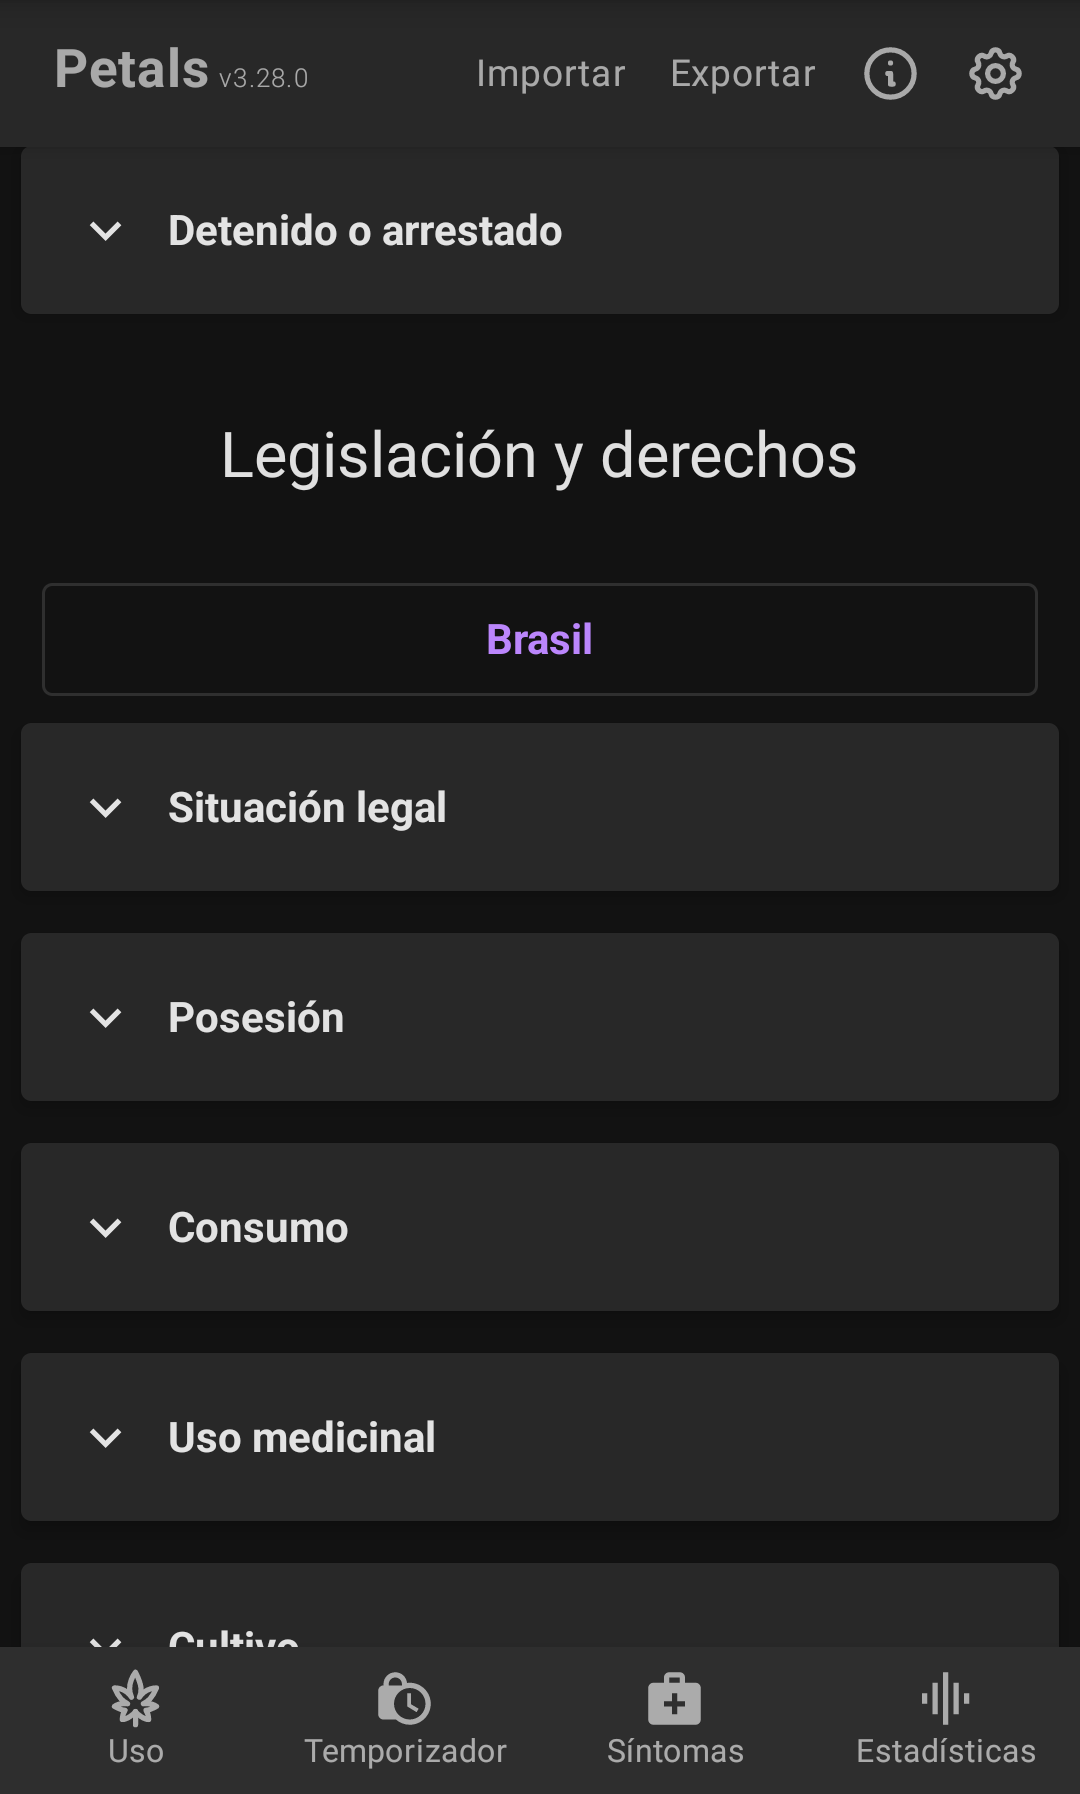 Petals v3.28.0
Importar
Exportar
Detenido o arrestado
Legislación y derechos
Brasil
Situación legal
Posesión
Consumo
Uso medicinal
Cultivo
Uso
Temporizador
Síntomas
Estadísticas